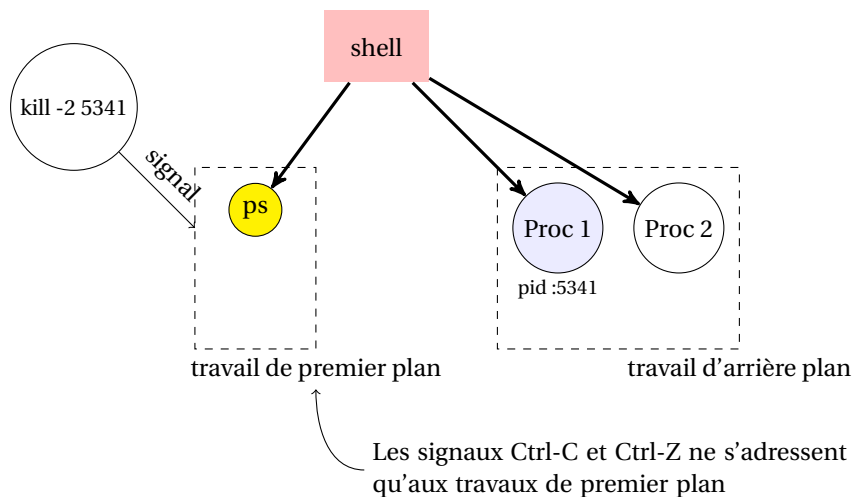 shell
kill -2 5341
signal
ps
Proc 1
Proc 2
pid :5341
travail de premier plan
travail d'arrière plan
Les signaux Ctrl-C et Ctrl-Z ne s'adressent
qu'aux travaux de premier plan